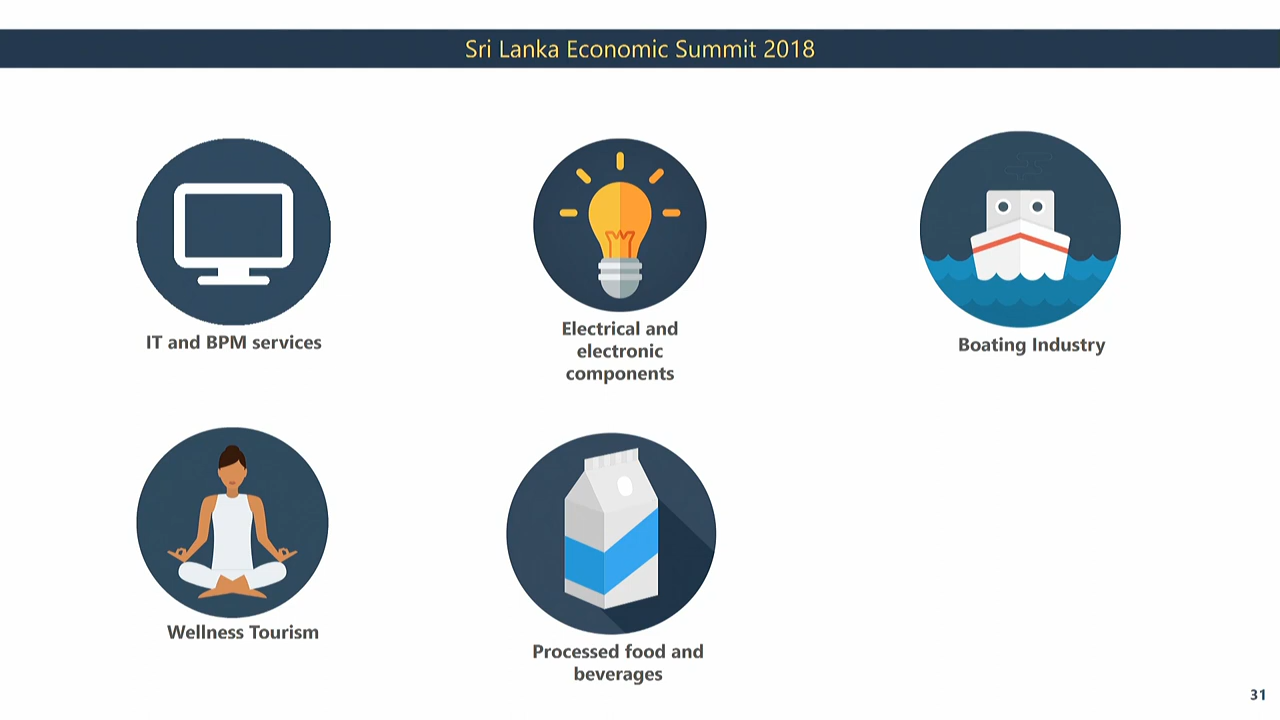 Sri Lanka Economic Summit 2018
IT and BPM services
Electrical and
electronic
components
Boating Industry
Wellness Tourism
Processed food and
beverages
31